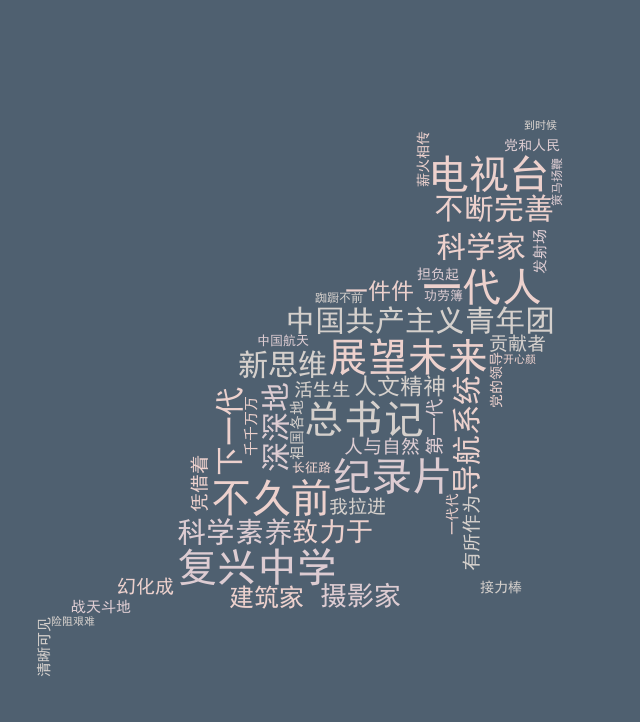 到时候
党和人民
薪火相传
电视台
策马扬鞭
不断完善
科学家
发射场
担负起
一代人
一件件
功劳簿
踟蹰不前
中国共产主义青年团
中国航天
展望未来
贡献者
新思维
开心颜
党的领导
活生生
人文精神
下一代
千千万万
深深地
祖国各地
总书记
第一代
导航系统
人与自然
长征路
纪录片
凭借着
不久前
我拉进
一代代
有所作为
科学素养
致力于
复兴中学
幻化成
建筑家
摄影家
接力棒
战天斗地
险阻艰难
清晰可见